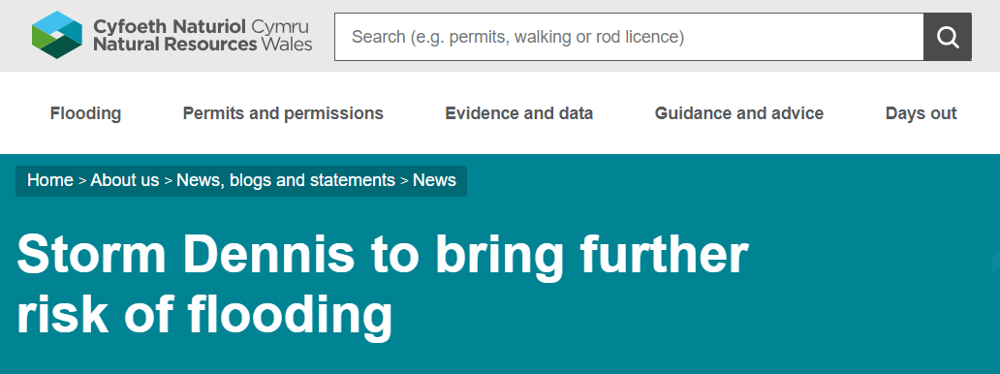 Cyfoeth Naturiol Cymru
Natural Resources Wales
Search (e.g. permits, walking or rod licence)
Flooding Permits and permissions Evidence and data Guidance and advice Days out
Home > About us > News, blogs and statements > News
Storm Dennis to bring further
risk of flooding